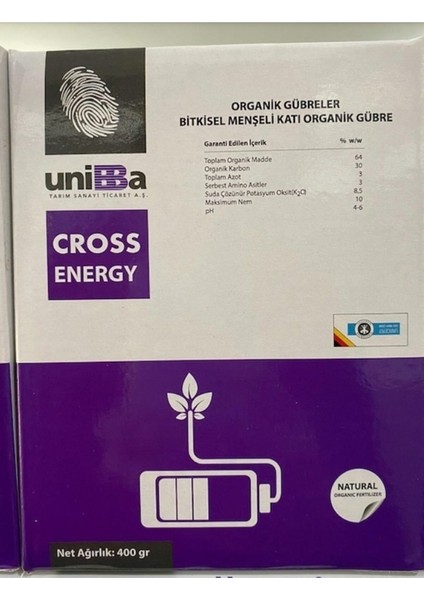 ORGANİK GÜBRELER
BİTKİSEL MENŞELİ KATI ORGANİK GÜBRE
Garanti Edilen İçerik % w/w
Toplam Organik Madde 64
Organik Karbon 30
Toplam Azot 3
Serbest Amino Asitler 3
Suda Çözünür Potasyum Oksit(K₂O) 8,5
Maksimum Nem 10
pH 4-6
uniBBa
TARIM SANAYİ TİCARET A.Ş.
CROSS
ENERGY
NATURAL
ORGANIC FERTILIZER
Net Ağırlık: 400 gr